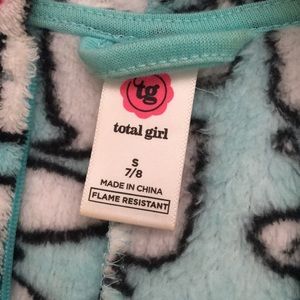 tg
total girl
S
7/8
MADE IN CHINA
FLAME RESISTANT